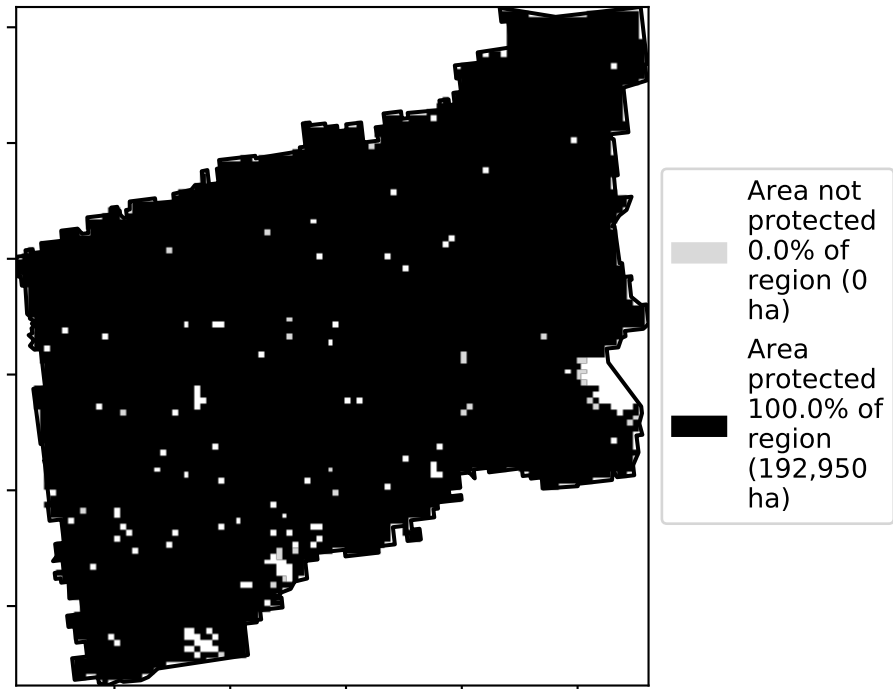 Area not
protected
0.0% of
region (0
ha)
Area
protected
100.0% of
region
(192,950
ha)